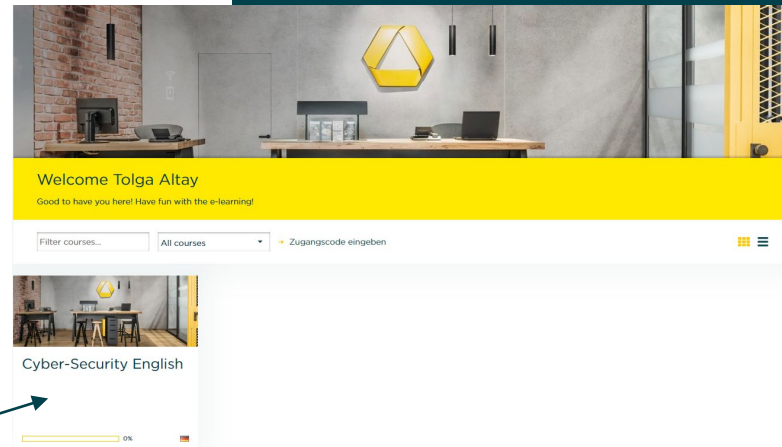 Welcome Tolga Altay
Good to have you here! Have fun with the e-learning!
Filter courses...
All courses
→ Zugangscode eingeben
Cyber-Security English
0%